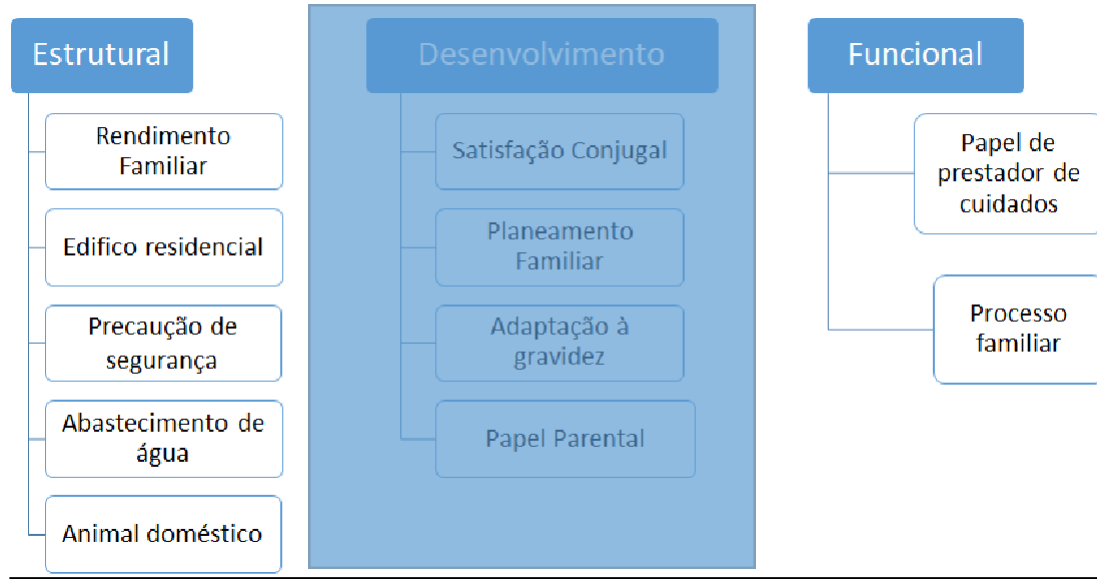 Estrutural
Rendimento
Familiar
Edifico residencial
Precaução de
segurança
Abastecimento de
água
Animal doméstico
Desenvolvimento
Satisfação Conjugal
Planeamento
Familiar
Adaptação à
gravidez
Papel Parental
Funcional
Papel de
prestador de
cuidados
Processo
familiar